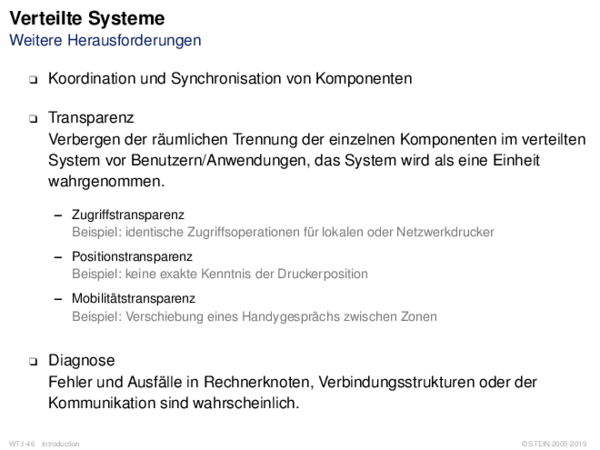 Verteilte Systeme
Weitere Herausforderungen
❑ Koordination und Synchronisation von Komponenten
❑ Transparenz
Verbergen der räumlichen Trennung der einzelnen Komponenten im verteilten
System vor Benutzern/Anwendungen, das System wird als eine Einheit
wahrgenommen.
– Zugriffstransparenz
Beispiel: identische Zugriffsoperationen für lokalen oder Netzwerkdrucker
– Positionstransparenz
Beispiel: keine exakte Kenntnis der Druckerposition
– Mobilitätstransparenz
Beispiel: Verschiebung eines Handygesprächs zwischen Zonen
❑ Diagnose
Fehler und Ausfälle in Rechnerknoten, Verbindungsstrukturen oder der
Kommunikation sind wahrscheinlich.
WT:I-46 Introduction © STEIN 2005-2019